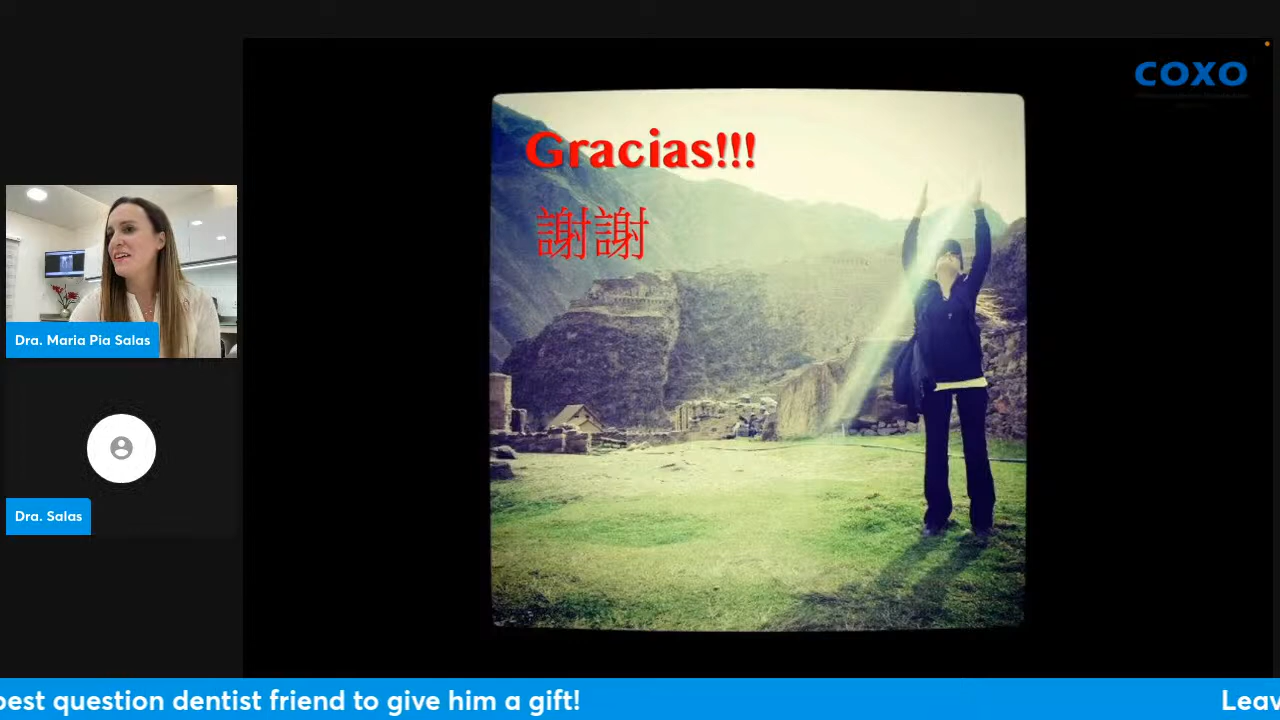 COXO
Gracias!!!
謝謝
Dra. Maria Pia Salas
Dra. Salas
best question dentist friend to give him a gift!
Leav